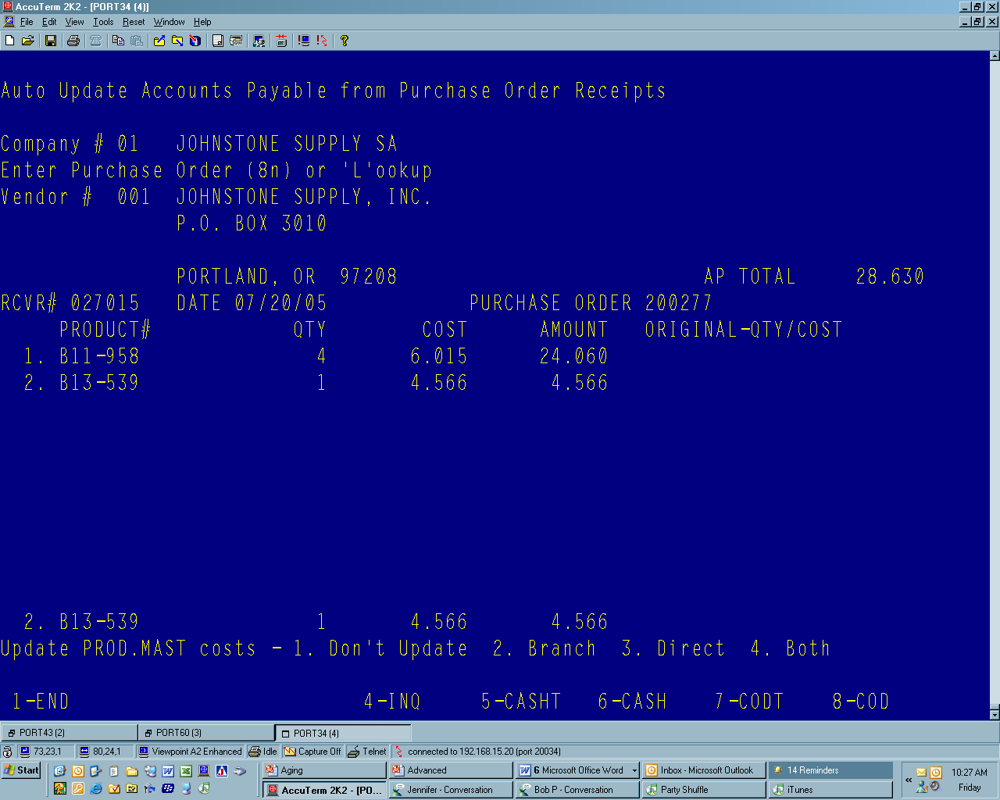 AccuTerm 2K2 - [PORT34 (4)]
File Edit View Tools Reset Window Help
Auto Update Accounts Payable from Purchase Order Receipts
Company # 01 JOHNSTONE SUPPLY SA
Enter Purchase Order (8n) or 'L'ookup
Vendor # 001 JOHNSTONE SUPPLY, INC.
P.O. BOX 3010
PORTLAND, OR 97208 AP TOTAL 28.630
RCVR# 027015 DATE 07/20/05 PURCHASE ORDER 200277
PRODUCT# QTY COST AMOUNT ORIGINAL-QTY/COST
1. B11-958 4 6.015 24.060
2. B13-539 1 4.566 4.566
2. B13-539 1 4.566 4.566
Update PROD.MAST costs - 1. Don't Update 2. Branch 3. Direct 4. Both
1-END 4-INQ 5-CASHT 6-CASH 7-CODT 8-COD
PORT43 (2) PORT60 (3) PORT34 (4)
73,23,1 80,24,1 Viewpoint A2 Enhanced Idle Capture Off Telnet connected to 192.168.15.20 (port 20034)
Start Aging Advanced 6 Microsoft Office Word Inbox - Microsoft Outlook 14 Reminders 10:27 AM
AccuTerm 2K2 - [PO... Jennifer - Conversation Bob P - Conversation Party Shuffle iTunes Friday